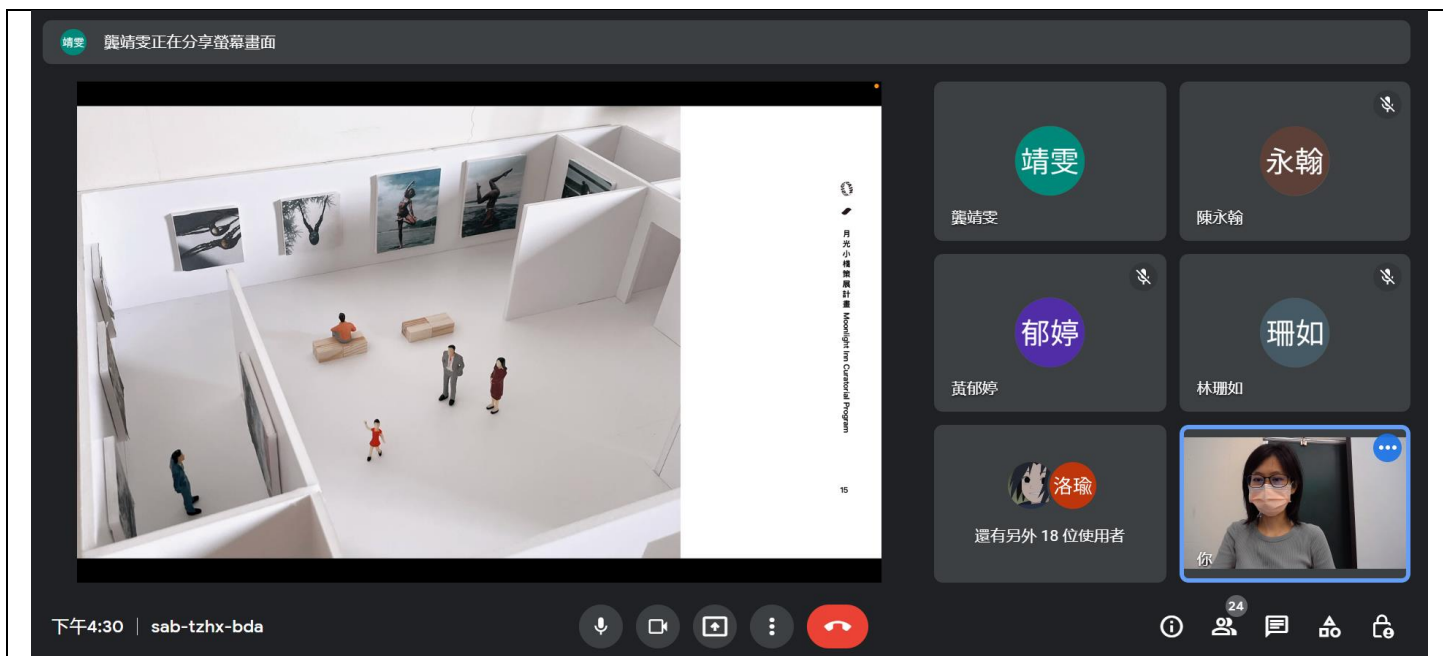 靖雯
龔靖雯正在分享螢幕畫面
月光小棧策展計畫 Moonlight Inn Curatorial Program
15
靖雯
龔靖雯
永翰
陳永翰
郁婷
黃郁婷
珊如
林珊如
洛瑜
還有另外 18 位使用者
你
下午4:30 | sab-tzhx-bda
24